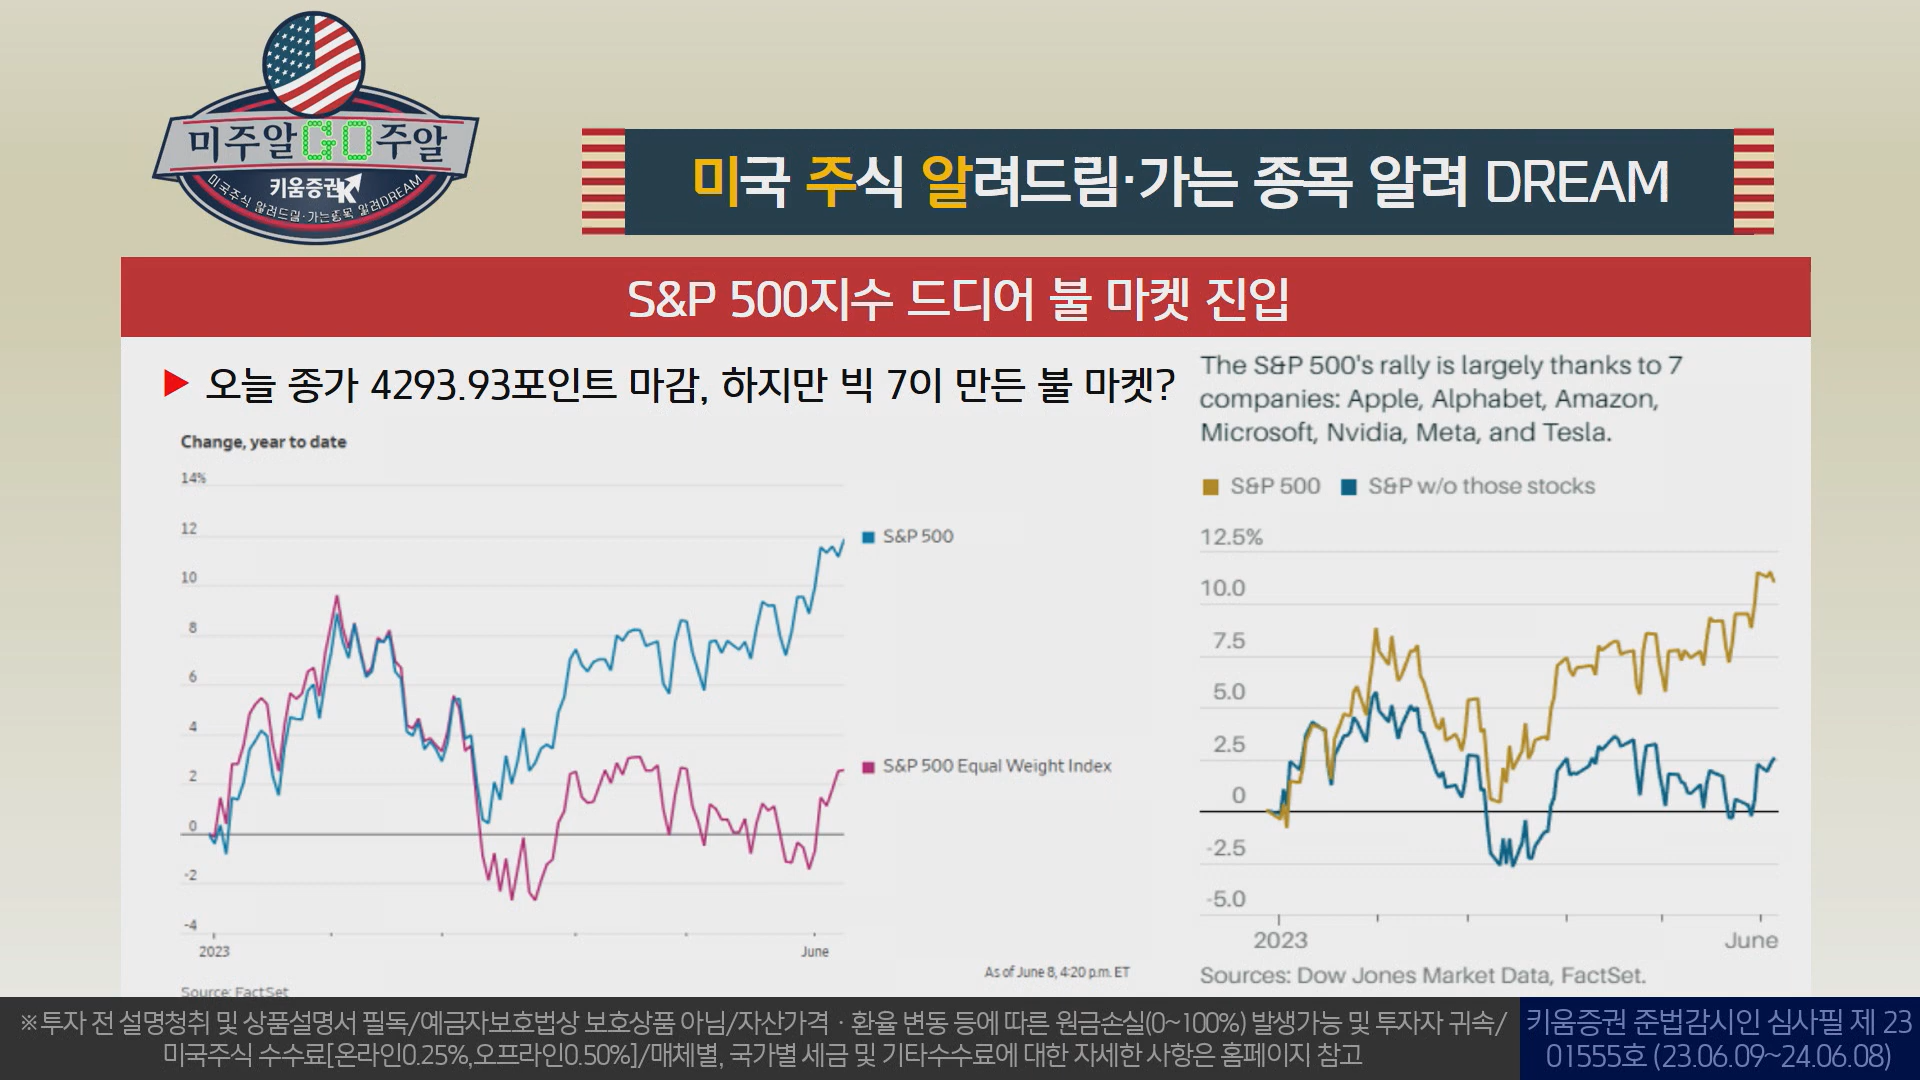 미주알GO주알
키움증권
미국주식 알려드림·가는종목 알려DREAM
미국 주식 알려드림·가는 종목 알려 DREAM
S&P 500지수 드디어 불 마켓 진입
▶ 오늘 종가 4293.93포인트 마감, 하지만 빅 7이 만든 불 마켓?
Change, year to date
14%
12
10
8
6
4
2
0
-2
-4
2023
June
S&P 500
S&P 500 Equal Weight Index
As of June 8, 4:20 p.m. ET
Source: FactSet
The S&P 500's rally is largely thanks to 7
companies: Apple, Alphabet, Amazon,
Microsoft, Nvidia, Meta, and Tesla.
S&P 500
S&P w/o those stocks
12.5%
10.0
7.5
5.0
2.5
0
-2.5
-5.0
2023
June
Sources: Dow Jones Market Data, FactSet.
※투자 전 설명청취 및 상품설명서 필독/예금자보호법상 보호상품 아님/자산가격 · 환율 변동 등에 따른 원금손실(0~100%) 발생가능 및 투자자 귀속/
미국주식 수수료[온라인0.25%,오프라인0.50%]/매체별, 국가별 세금 및 기타수수료에 대한 자세한 사항은 홈페이지 참고
키움증권 준법감시인 심사필 제 23
01555호 (23.06.09~24.06.08)